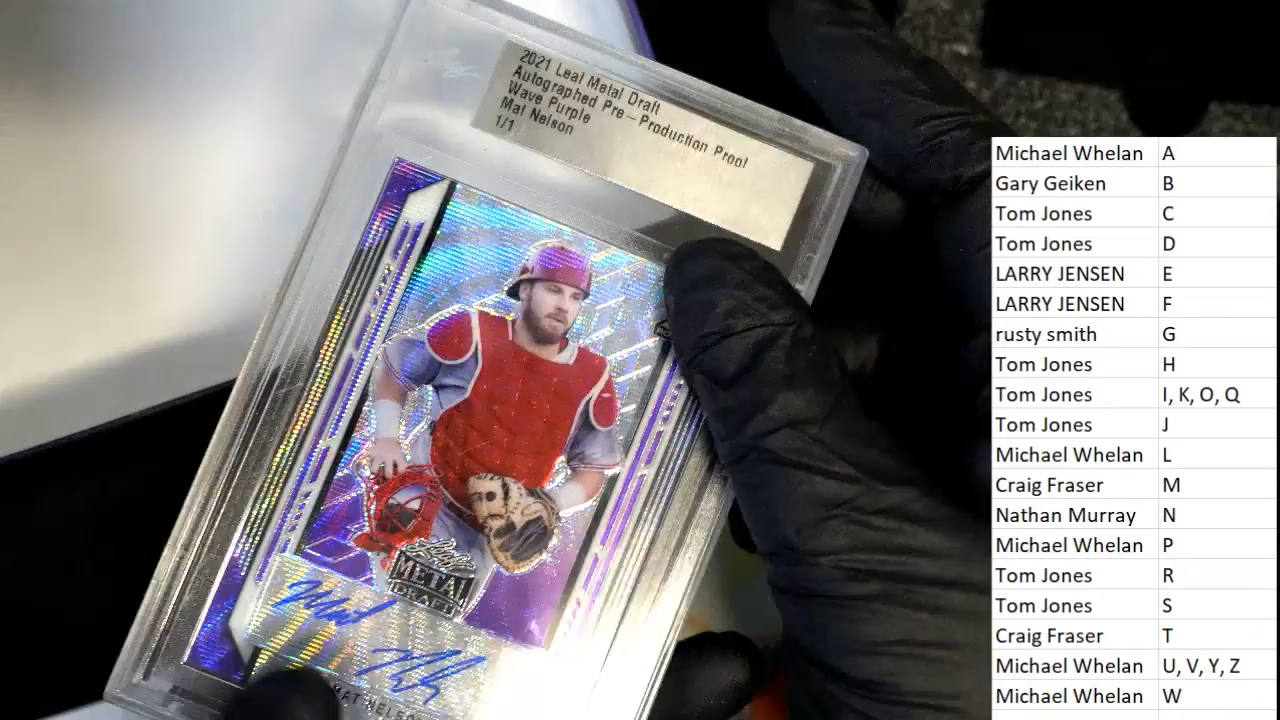 2021 Leaf Metal Draft
Autographed Pre-Production Proof
Wave Purple
Mat Nelson
1/1
Leaf
METAL
DRAFT
MAT NELSON
Michael Whelan A
Gary Geiken B
Tom Jones C
Tom Jones D
LARRY JENSEN E
LARRY JENSEN F
rusty smith G
Tom Jones H
Tom Jones I, K, O, Q
Tom Jones J
Michael Whelan L
Craig Fraser M
Nathan Murray N
Michael Whelan P
Tom Jones R
Tom Jones S
Craig Fraser T
Michael Whelan U, V, Y, Z
Michael Whelan W